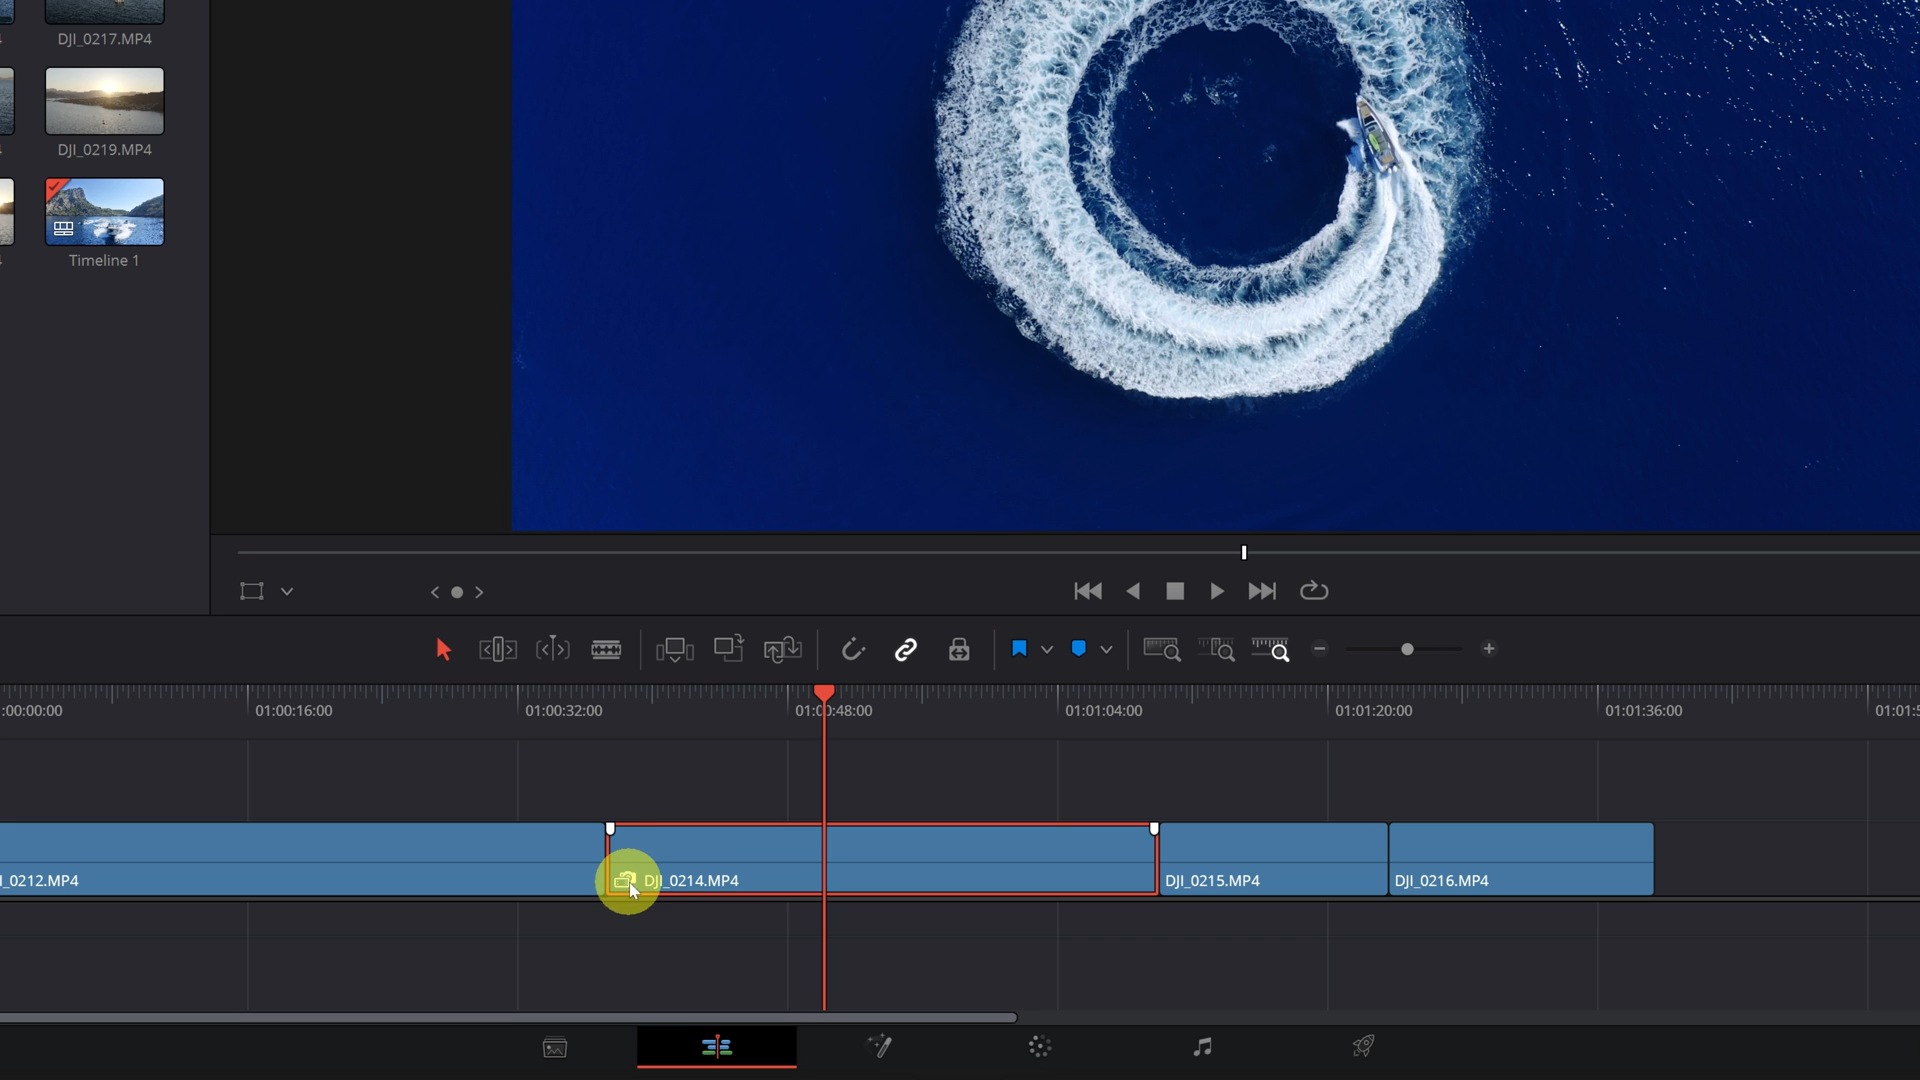 DJI_0217.MP4
DJI_0219.MP4
Timeline 1
:00:00:00
01:00:16:00
01:00:32:00
01:00:48:00
01:01:04:00
01:01:20:00
01:01:36:00
01:01:5
I_0212.MP4
DJI_0214.MP4
DJI_0215.MP4
DJI_0216.MP4